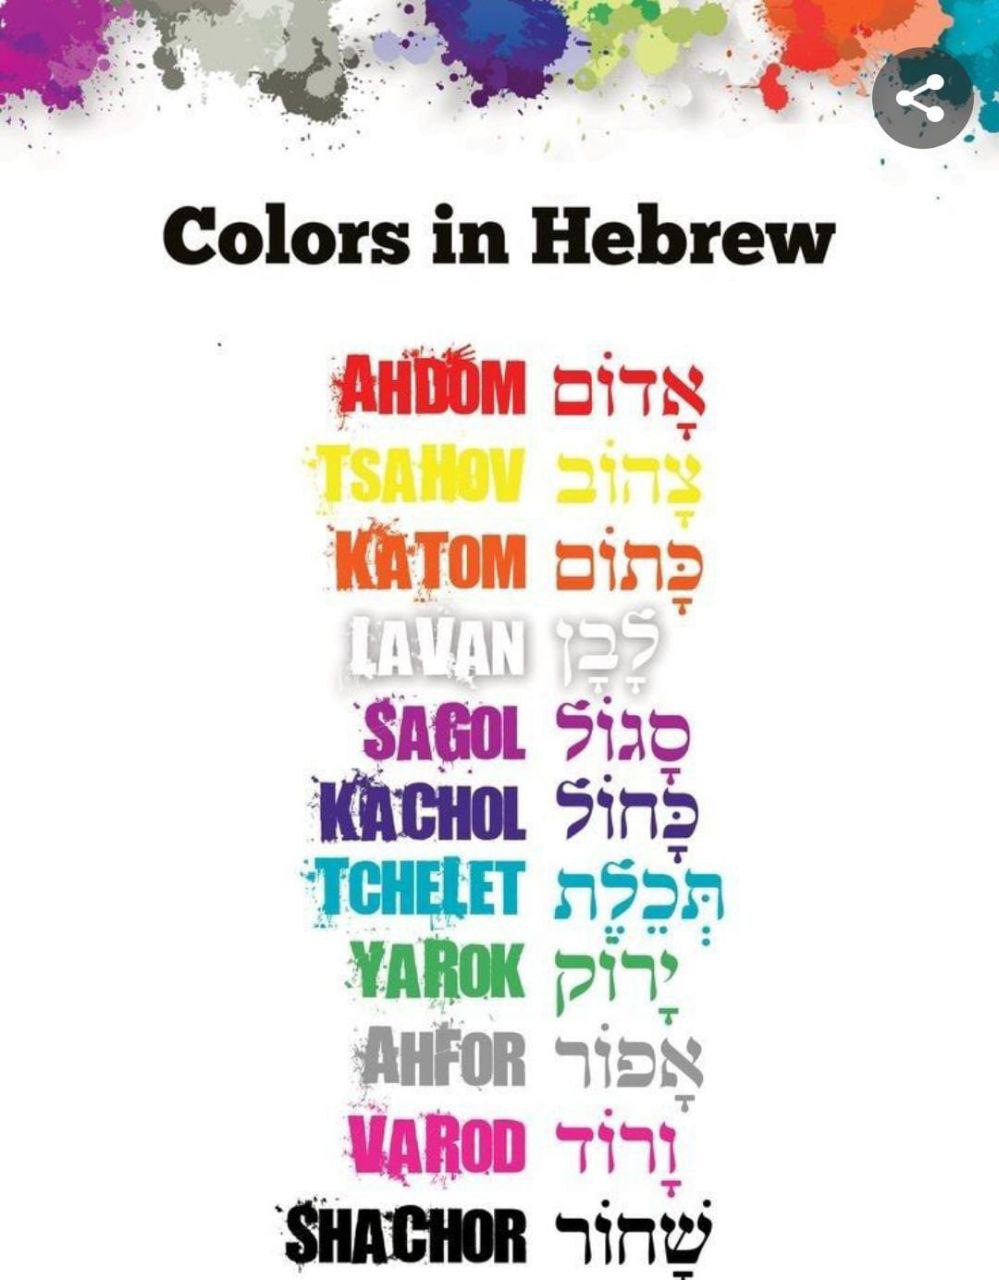 Colors in Hebrew
AHDOM אָדוֹם
TSAHOV צָהוֹב
KATOM כָּתוֹם
LAVAN לָבָן
SAGOL סָגוֹל
KACHOL כָּחוֹל
TCHELET תְּכֵלֶת
YAROK יָרוֹק
AHFOR אָפוֹר
VAROD וָרוֹד
SHACHOR שָׁחוֹר